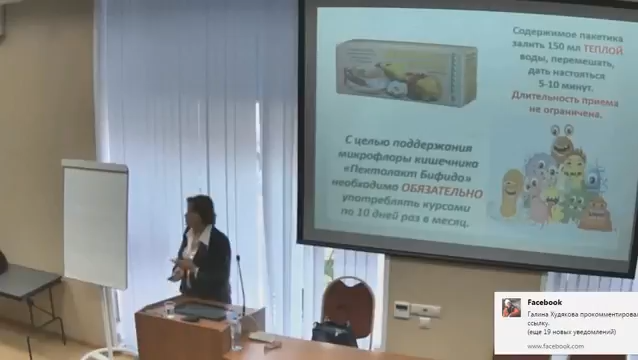 Содержимое пакетика
залить 150 мл ТЕПЛОЙ
воды, перемешать,
дать настояться
5-10 минут.
Длительность приема
не ограничена.
С целью поддержания
микрофлары кишечника
«Пектолакт Бифидо»
необходимо ОБЯЗАТЕЛЬНО
употреблять курсами
по 10 дней раз в месяц.
Facebook
Галина Худякова прокомментировал
ссылку.
(еще 19 новых уведомлений)
www.facebook.com